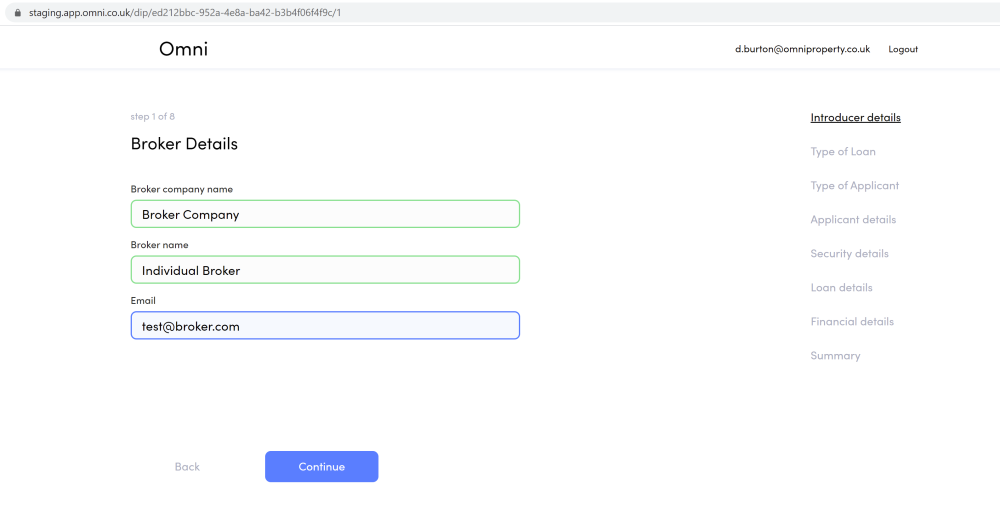 staging.app.omni.co.uk/dip/ed212bbc-952a-4e8a-ba42-b3b4f06f4f9c/1
Omni
d.burton@omniproperty.co.uk
Logout
step 1 of 8
Broker Details
Broker company name
Broker Company
Broker name
Individual Broker
Email
test@broker.com
Back
Continue
Introducer details
Type of Loan
Type of Applicant
Applicant details
Security details
Loan details
Financial details
Summary